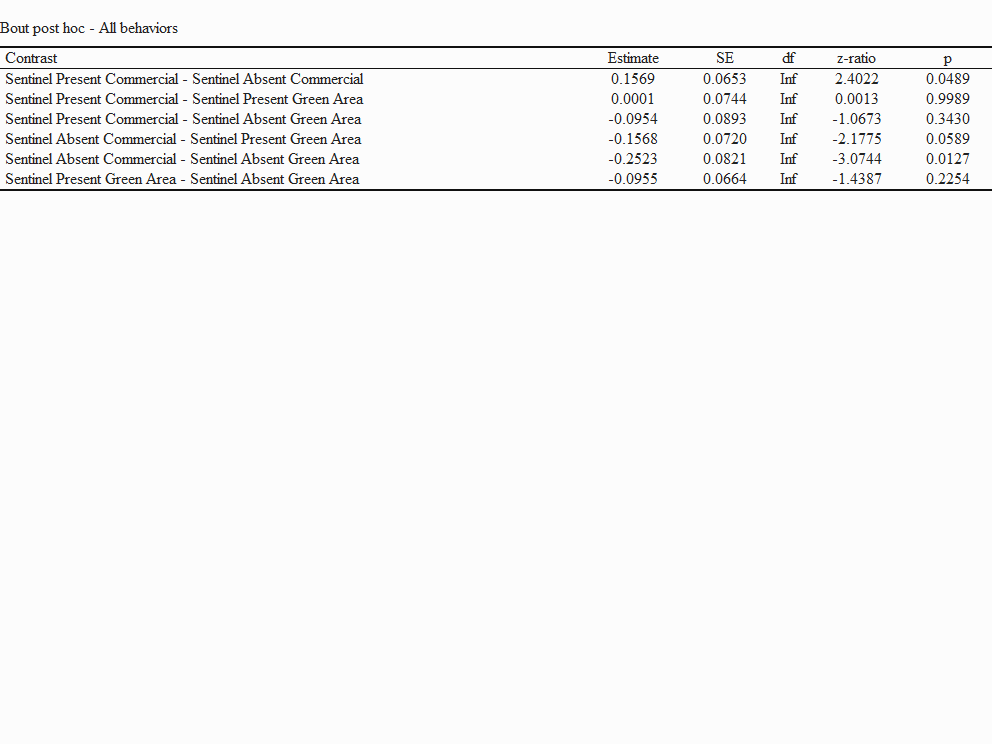 Bout post hoc - All behaviors
Contrast Estimate SE df z-ratio p
Sentinel Present Commercial - Sentinel Absent Commercial 0.1569 0.0653 Inf 2.4022 0.0489
Sentinel Present Commercial - Sentinel Present Green Area 0.0001 0.0744 Inf 0.0013 0.9989
Sentinel Present Commercial - Sentinel Absent Green Area -0.0954 0.0893 Inf -1.0673 0.3430
Sentinel Absent Commercial - Sentinel Present Green Area -0.1568 0.0720 Inf -2.1775 0.0589
Sentinel Absent Commercial - Sentinel Absent Green Area -0.2523 0.0821 Inf -3.0744 0.0127
Sentinel Present Green Area - Sentinel Absent Green Area -0.0955 0.0664 Inf -1.4387 0.2254